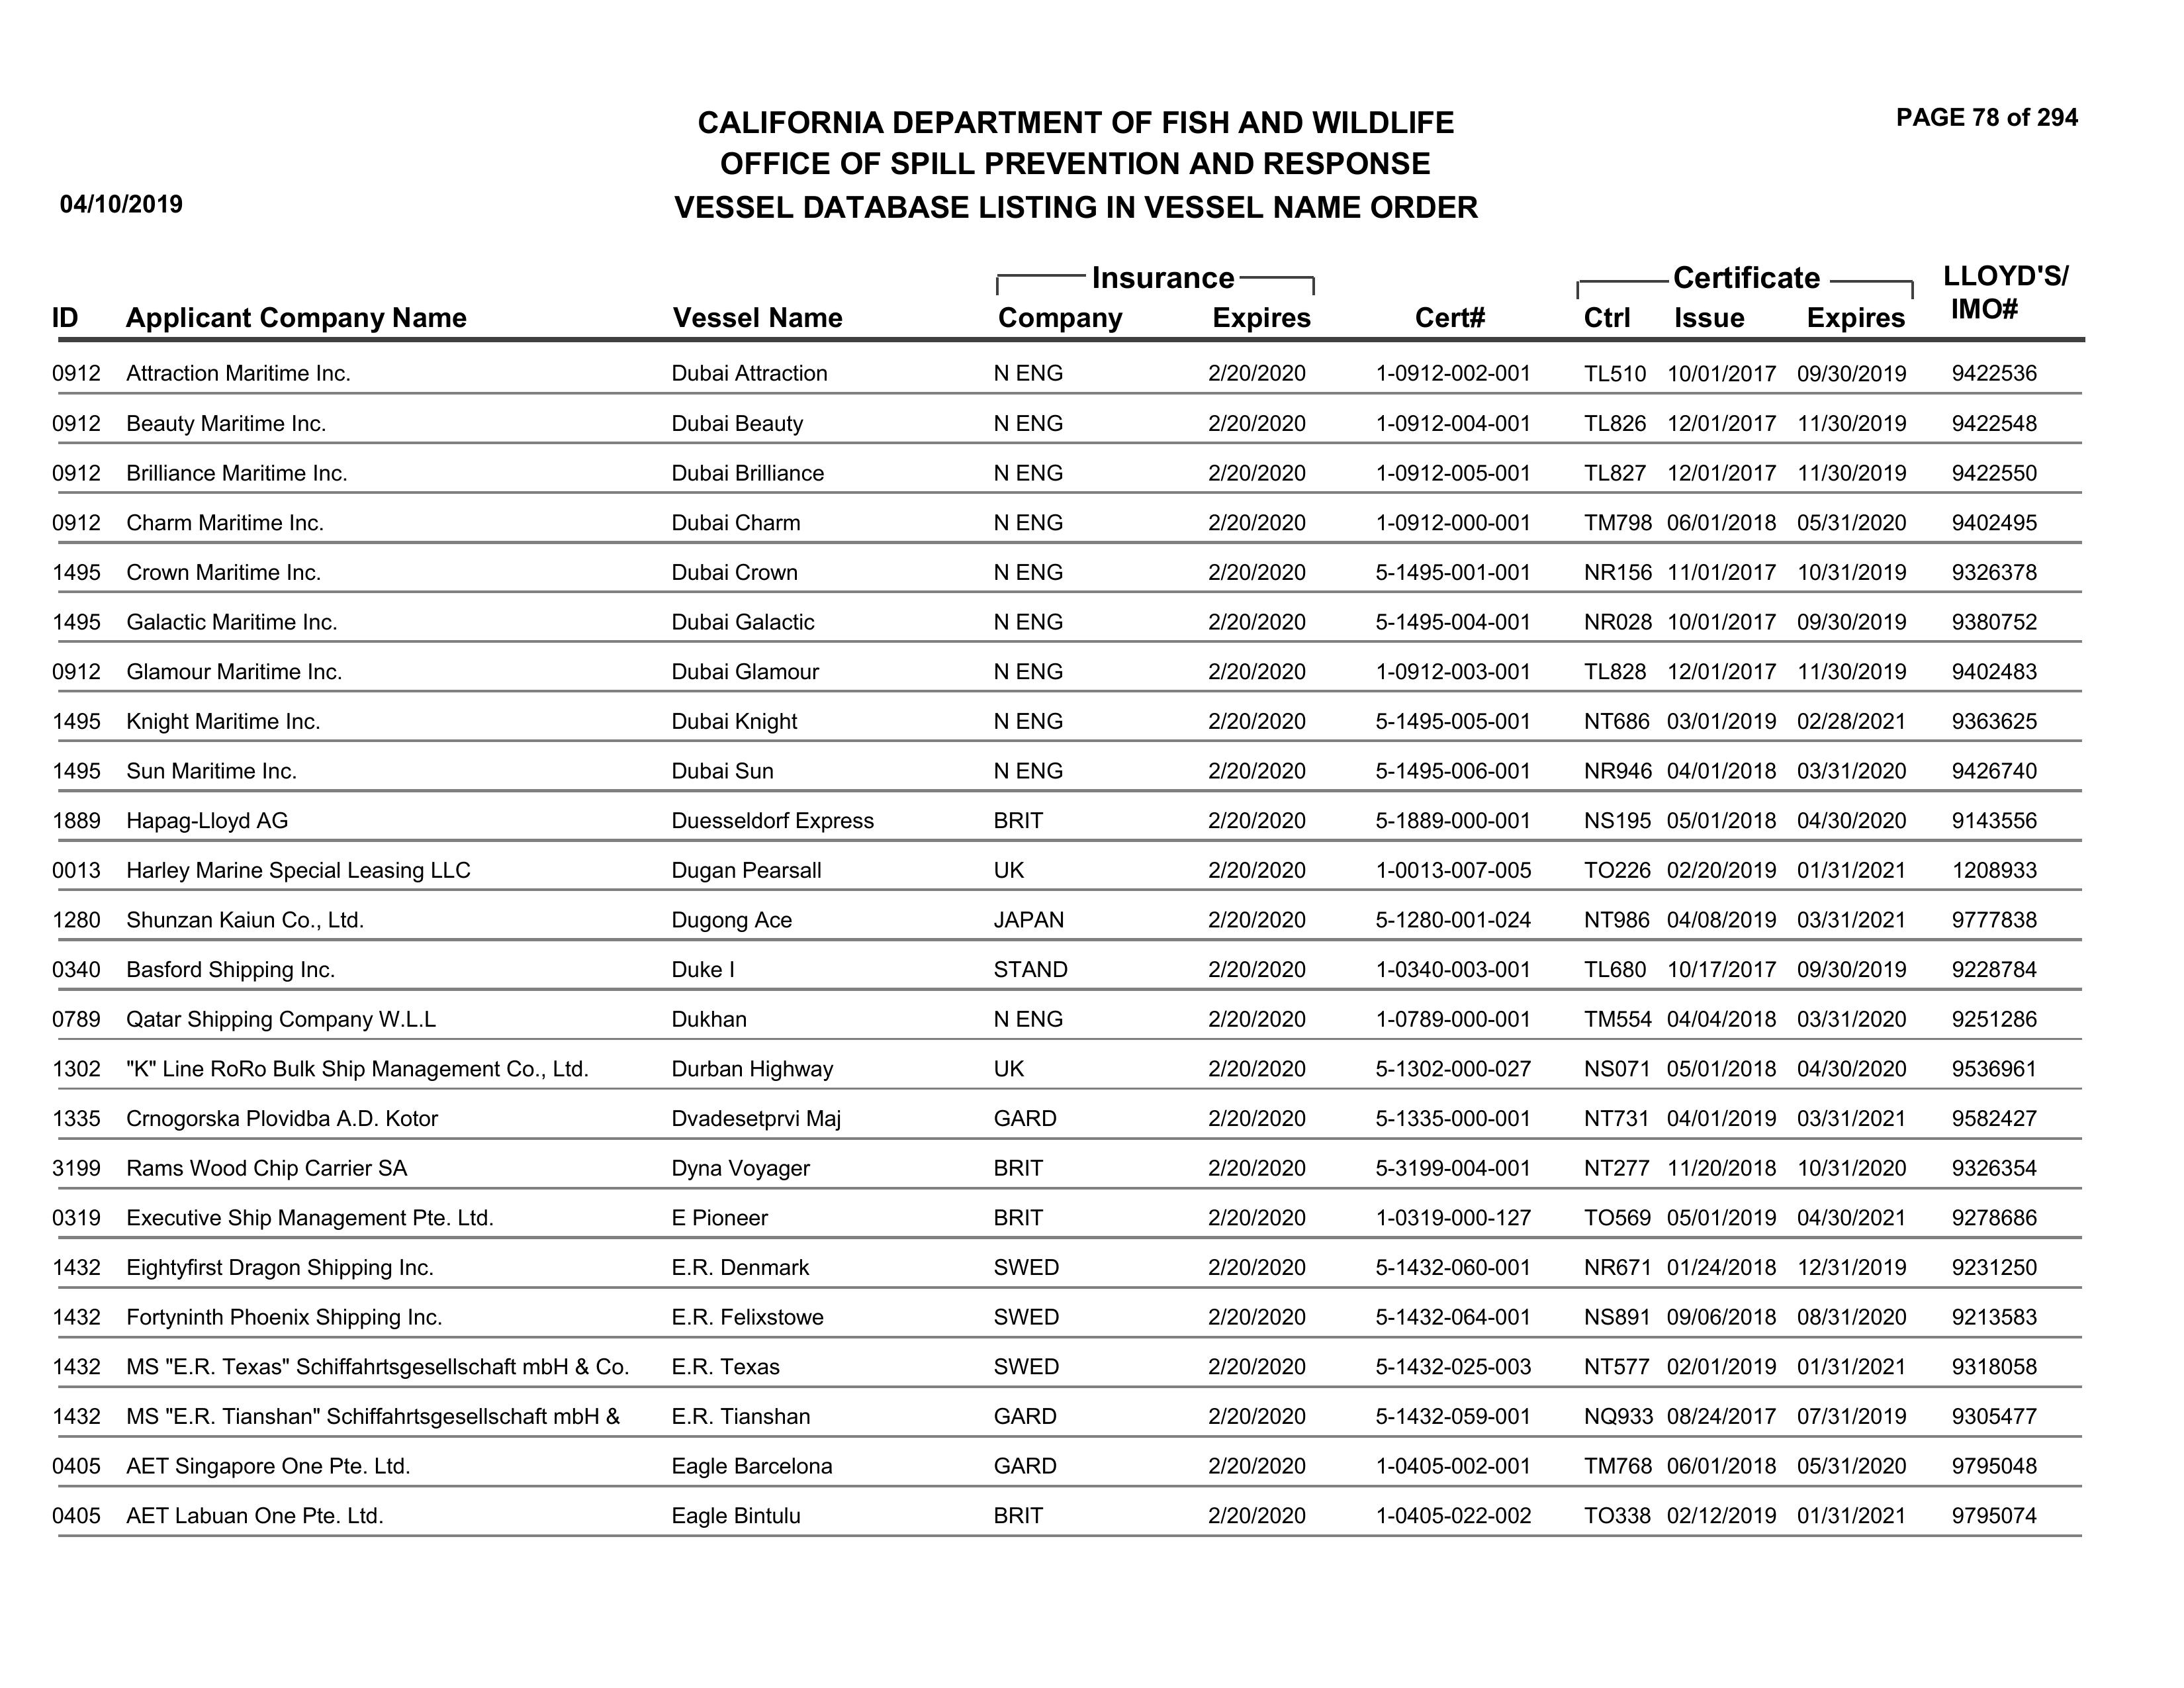 PAGE 78 of 294
CALIFORNIA DEPARTMENT OF FISH AND WILDLIFE
OFFICE OF SPILL PREVENTION AND RESPONSE
04/10/2019 VESSEL DATABASE LISTING IN VESSEL NAME ORDER
Insurance Certificate LLOYD'S/
ID Applicant Company Name Vessel Name Company Expires Cert# Ctrl Issue Expires IMO#
0912 Attraction Maritime Inc. Dubai Attraction N ENG 2/20/2020 1-0912-002-001 TL510 10/01/2017 09/30/2019 9422536
0912 Beauty Maritime Inc. Dubai Beauty N ENG 2/20/2020 1-0912-004-001 TL826 12/01/2017 11/30/2019 9422548
0912 Brilliance Maritime Inc. Dubai Brilliance N ENG 2/20/2020 1-0912-005-001 TL827 12/01/2017 11/30/2019 9422550
0912 Charm Maritime Inc. Dubai Charm N ENG 2/20/2020 1-0912-000-001 TM798 06/01/2018 05/31/2020 9402495
1495 Crown Maritime Inc. Dubai Crown N ENG 2/20/2020 5-1495-001-001 NR156 11/01/2017 10/31/2019 9326378
1495 Galactic Maritime Inc. Dubai Galactic N ENG 2/20/2020 5-1495-004-001 NR028 10/01/2017 09/30/2019 9380752
0912 Glamour Maritime Inc. Dubai Glamour N ENG 2/20/2020 1-0912-003-001 TL828 12/01/2017 11/30/2019 9402483
1495 Knight Maritime Inc. Dubai Knight N ENG 2/20/2020 5-1495-005-001 NT686 03/01/2019 02/28/2021 9363625
1495 Sun Maritime Inc. Dubai Sun N ENG 2/20/2020 5-1495-006-001 NR946 04/01/2018 03/31/2020 9426740
1889 Hapag-Lloyd AG Duesseldorf Express BRIT 2/20/2020 5-1889-000-001 NS195 05/01/2018 04/30/2020 9143556
0013 Harley Marine Special Leasing LLC Dugan Pearsall UK 2/20/2020 1-0013-007-005 TO226 02/20/2019 01/31/2021 1208933
1280 Shunzan Kaiun Co., Ltd. Dugong Ace JAPAN 2/20/2020 5-1280-001-024 NT986 04/08/2019 03/31/2021 9777838
0340 Basford Shipping Inc. Duke I STAND 2/20/2020 1-0340-003-001 TL680 10/17/2017 09/30/2019 9228784
0789 Qatar Shipping Company W.L.L Dukhan N ENG 2/20/2020 1-0789-000-001 TM554 04/04/2018 03/31/2020 9251286
1302 "K" Line RoRo Bulk Ship Management Co., Ltd. Durban Highway UK 2/20/2020 5-1302-000-027 NS071 05/01/2018 04/30/2020 9536961
1335 Crnogorska Plovidba A.D. Kotor Dvadesetprvi Maj GARD 2/20/2020 5-1335-000-001 NT731 04/01/2019 03/31/2021 9582427
3199 Rams Wood Chip Carrier SA Dyna Voyager BRIT 2/20/2020 5-3199-004-001 NT277 11/20/2018 10/31/2020 9326354
0319 Executive Ship Management Pte. Ltd. E Pioneer BRIT 2/20/2020 1-0319-000-127 TO569 05/01/2019 04/30/2021 9278686
1432 Eightyfirst Dragon Shipping Inc. E.R. Denmark SWED 2/20/2020 5-1432-060-001 NR671 01/24/2018 12/31/2019 9231250
1432 Fortyninth Phoenix Shipping Inc. E.R. Felixstowe SWED 2/20/2020 5-1432-064-001 NS891 09/06/2018 08/31/2020 9213583
1432 MS "E.R. Texas" Schiffahrtsgesellschaft mbH & Co. E.R. Texas SWED 2/20/2020 5-1432-025-003 NT577 02/01/2019 01/31/2021 9318058
1432 MS "E.R. Tianshan" Schiffahrtsgesellschaft mbH & E.R. Tianshan GARD 2/20/2020 5-1432-059-001 NQ933 08/24/2017 07/31/2019 9305477
0405 AET Singapore One Pte. Ltd. Eagle Barcelona GARD 2/20/2020 1-0405-002-001 TM768 06/01/2018 05/31/2020 9795048
0405 AET Labuan One Pte. Ltd. Eagle Bintulu BRIT 2/20/2020 1-0405-022-002 TO338 02/12/2019 01/31/2021 9795074